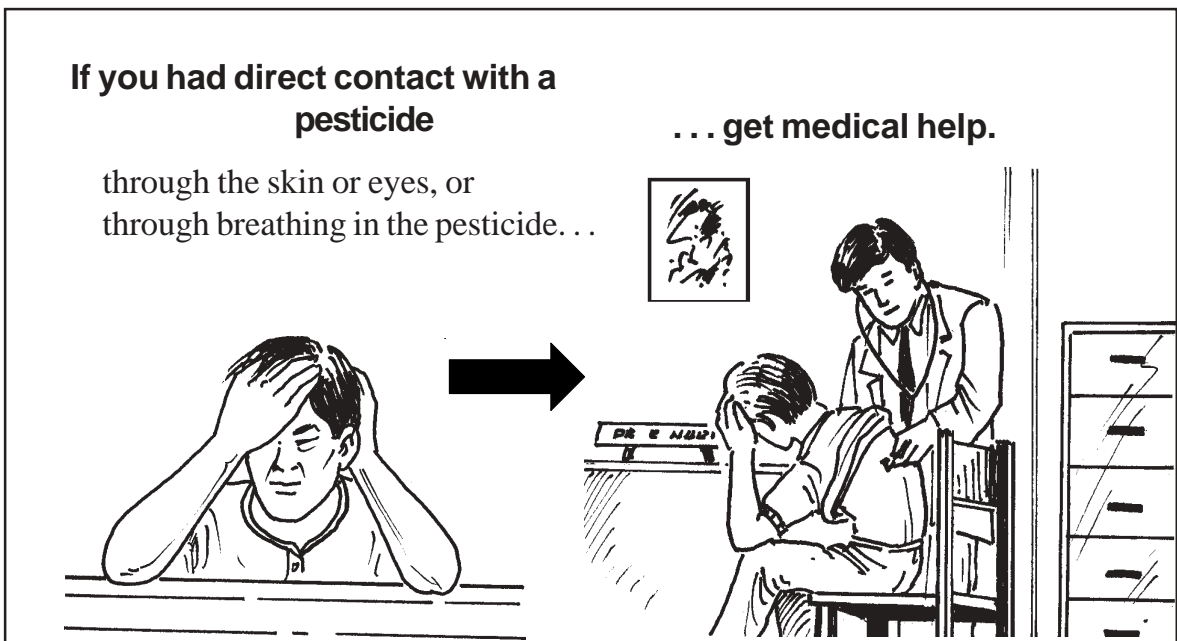 If you had direct contact with a
pesticide
through the skin or eyes, or
through breathing in the pesticide. . .
. . . get medical help.
DR E